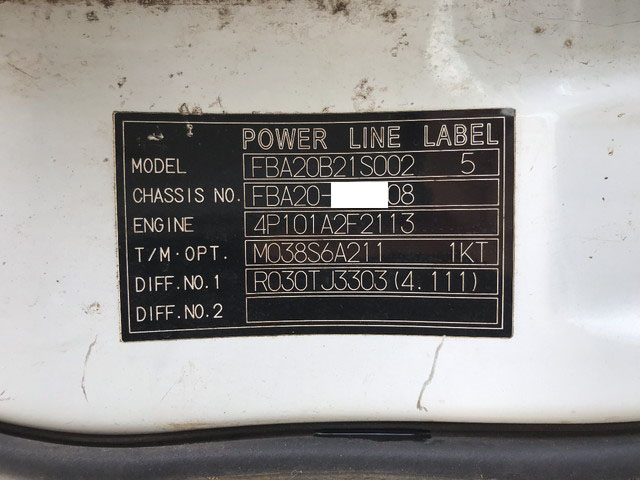 POWER LINE LABEL
MODEL FBA20B21S002 5
CHASSIS NO. FBA20- 08
ENGINE 4P101A2F2113
T/M·OPT. M038S6A211 1KT
DIFF.NO.1 R030TJ3303(4.111)
DIFF.NO.2